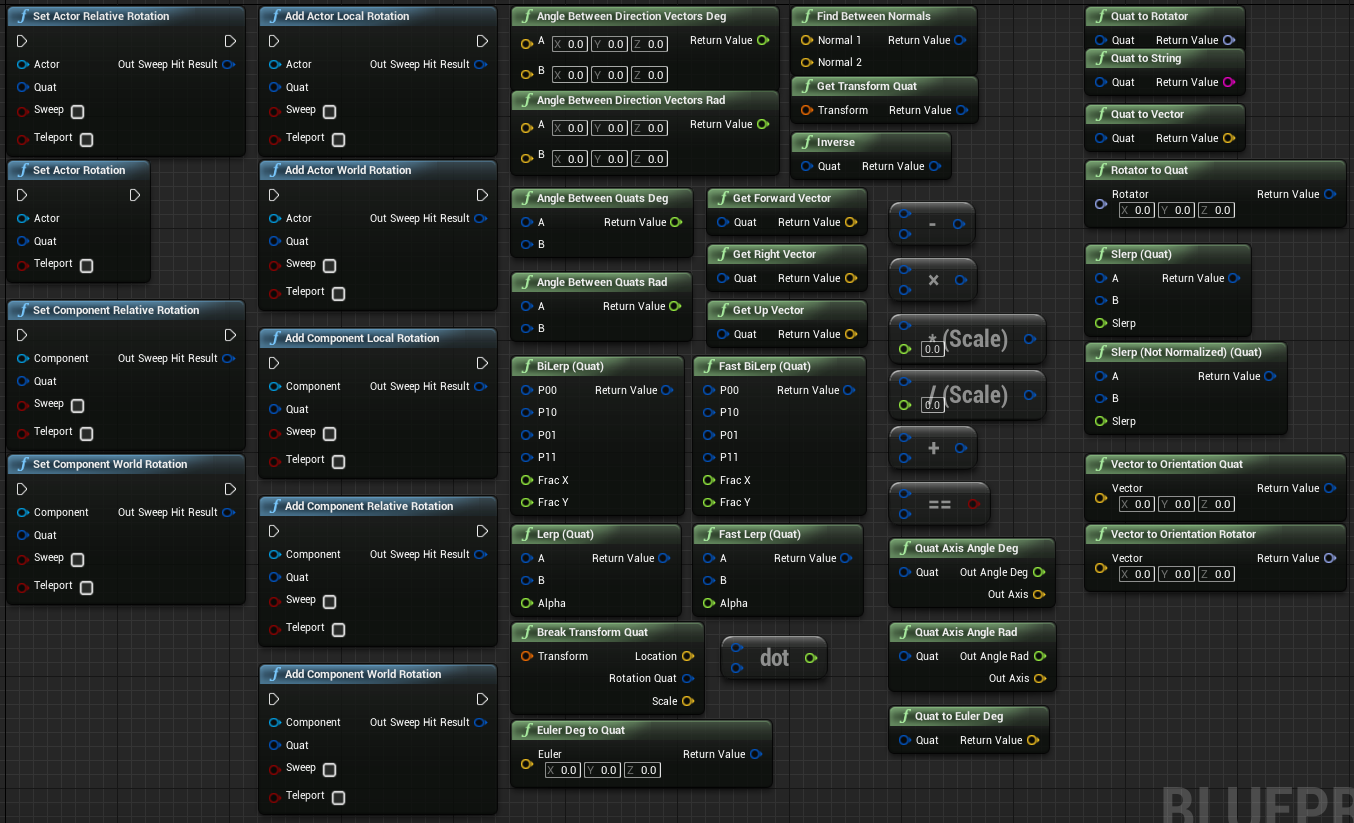 Set Actor Relative Rotation
Actor Out Sweep Hit Result
Quat
Sweep
Teleport
Set Actor Rotation
Actor
Quat
Teleport
Set Component Relative Rotation
Component Out Sweep Hit Result
Quat
Sweep
Teleport
Set Component World Rotation
Component Out Sweep Hit Result
Quat
Sweep
Teleport
Add Actor Local Rotation
Actor Out Sweep Hit Result
Quat
Sweep
Teleport
Add Actor World Rotation
Actor Out Sweep Hit Result
Quat
Sweep
Teleport
Add Component Local Rotation
Component Out Sweep Hit Result
Quat
Sweep
Teleport
Add Component Relative Rotation
Component Out Sweep Hit Result
Quat
Sweep
Teleport
Add Component World Rotation
Component Out Sweep Hit Result
Quat
Sweep
Teleport
Angle Between Direction Vectors Deg
A X 0.0 Y 0.0 Z 0.0 Return Value
B X 0.0 Y 0.0 Z 0.0
Angle Between Direction Vectors Rad
A X 0.0 Y 0.0 Z 0.0 Return Value
B X 0.0 Y 0.0 Z 0.0
Angle Between Quats Deg
A Return Value
B
Angle Between Quats Rad
A Return Value
B
BiLerp (Quat)
P00 Return Value
P10
P01
P11
Frac X
Frac Y
Lerp (Quat)
A Return Value
B
Alpha
Break Transform Quat
Transform Location
Rotation Quat
Scale
Euler Deg to Quat
Euler Return Value
X 0.0 Y 0.0 Z 0.0
Get Forward Vector
Quat Return Value
Get Right Vector
Quat Return Value
Get Up Vector
Quat Return Value
Fast BiLerp (Quat)
P00 Return Value
P10
P01
P11
Frac X
Frac Y
Fast Lerp (Quat)
A Return Value
B
Alpha
dot
Find Between Normals
Normal 1 Return Value
Normal 2
Get Transform Quat
Transform Return Value
Inverse
Quat Return Value
-
×
* (Scale)
0.0
/ (Scale)
0.0
+
==
Quat Axis Angle Deg
Quat Out Angle Deg
Out Axis
Quat Axis Angle Rad
Quat Out Angle Rad
Out Axis
Quat to Euler Deg
Quat Return Value
Quat to Rotator
Quat Return Value
Quat to String
Quat Return Value
Quat to Vector
Quat Return Value
Rotator to Quat
Rotator Return Value
X 0.0 Y 0.0 Z 0.0
Slerp (Quat)
A Return Value
B
Slerp
Slerp (Not Normalized) (Quat)
A Return Value
B
Slerp
Vector to Orientation Quat
Vector Return Value
X 0.0 Y 0.0 Z 0.0
Vector to Orientation Rotator
Vector Return Value
X 0.0 Y 0.0 Z 0.0
BLUEPR